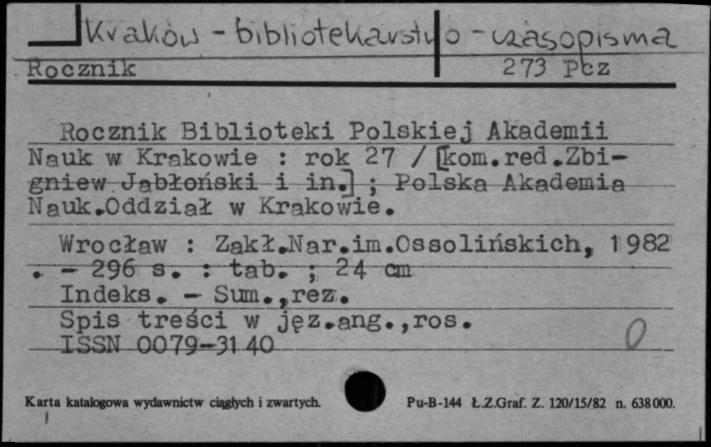 Kraków - bibliotekarstwo - czasopisma
Rocznik 273 Pcz
Rocznik Biblioteki Polskiej Akademii
Nauk w Krakowie : rok 27 / [kom.red.Zbi-
gniew Jabłoński i in.] ; Polska Akademia
Nauk.Oddział w Krakowie.
Wrocław : Zakł.Nar.im.Ossolińskich, 1982
. - 296 s. : tab. ; 24 cm
Indeks. - Sum.,rez.
Spis treści w jęz.ang.,ros.
ISSN 0079-3140
0
Karta katalogowa wydawnictw ciągłych i zwartych. Pu-B-144 Ł.Z.Graf. Z. 120/15/82 n. 638000.